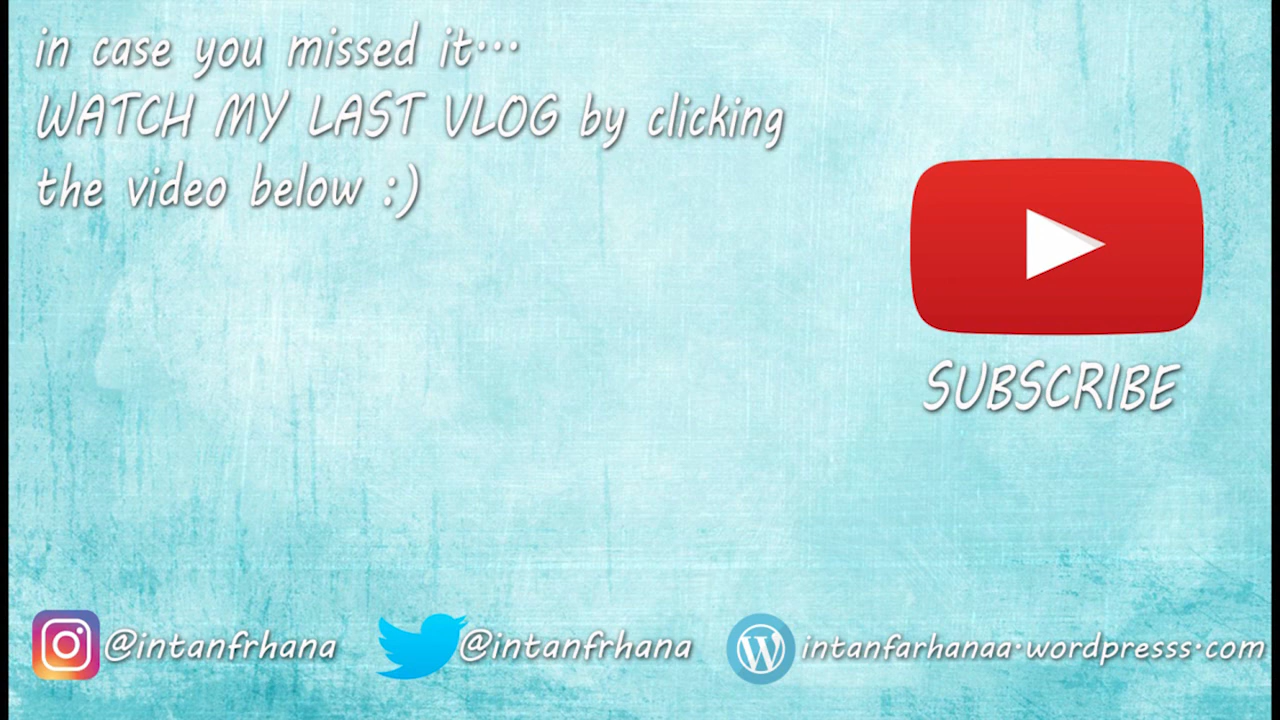 in case you missed it...
WATCH MY LAST VLOG by clicking
the video below :)
SUBSCRIBE
@intanfrhana
@intanfrhana
intanfarhanaa.wordpresss.com